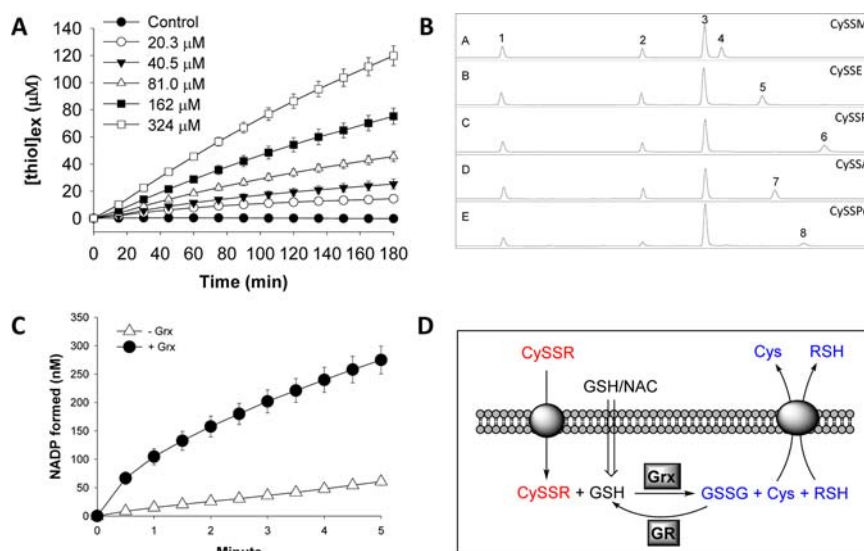 A
[thiol]ex (µM)
140
120
100
80
60
40
20
0
Control
20.3 µM
40.5 µM
81.0 µM
162 µM
324 µM
0 20 40 60 80 100 120 140 160 180
Time (min)
B
A 1 2 3 4 CySSM
B 5 CySSE
C 6
D 7
E 8
C
NADP formed (nM)
400
350
300
250
200
150
100
50
0
- Grx
+ Grx
0 1 2 3 4 5
D
CySSR
GSH/NAC
Cys RSH
CySSR + GSH
Grx
GSSG + Cys + RSH
GR